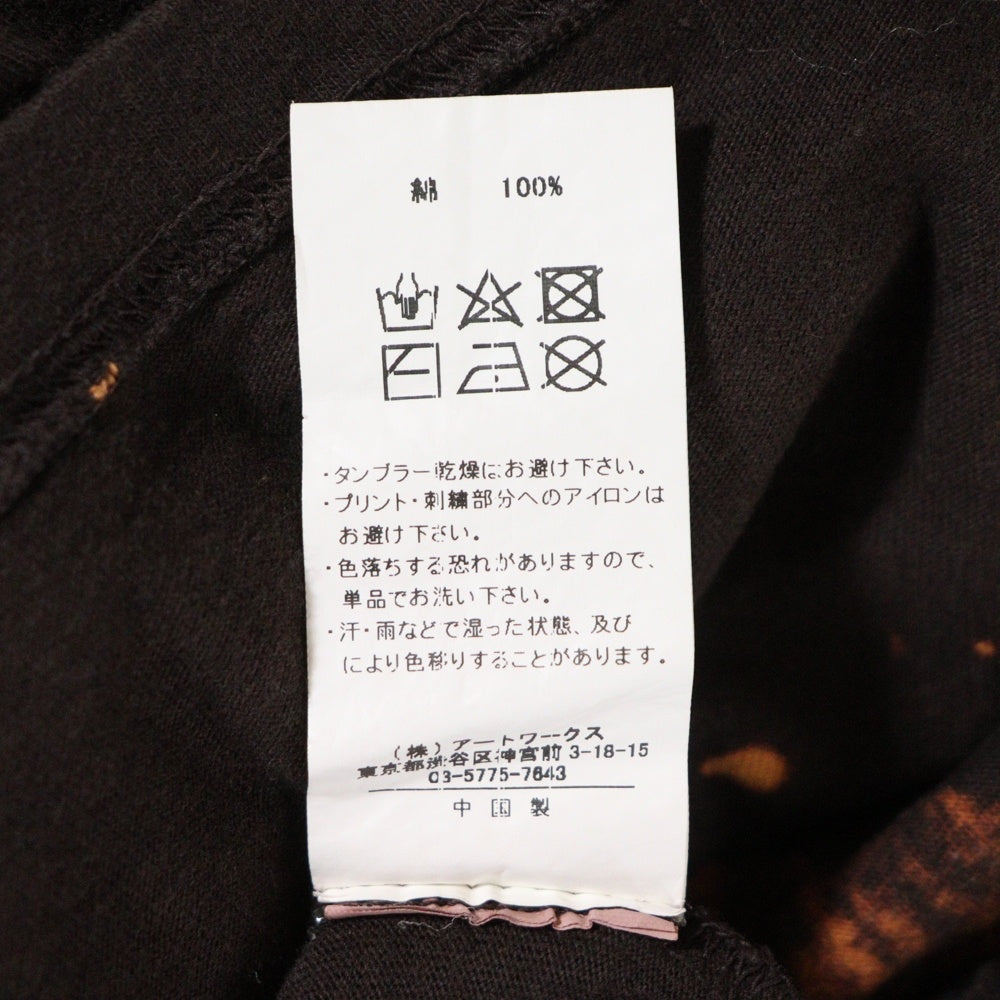 綿 100%
・タンブラー乾燥はお避け下さい。
・プリント・刺繍部分へのアイロンは
お避け下さい。
・色落ちする恐れがありますので、
単品でお洗い下さい。
・汗・雨などで湿った状態、及び
により色移りすることがあります。
(株)アートワークス
東京都渋谷区神宮前 3-18-15
03-5775-7643
中国製